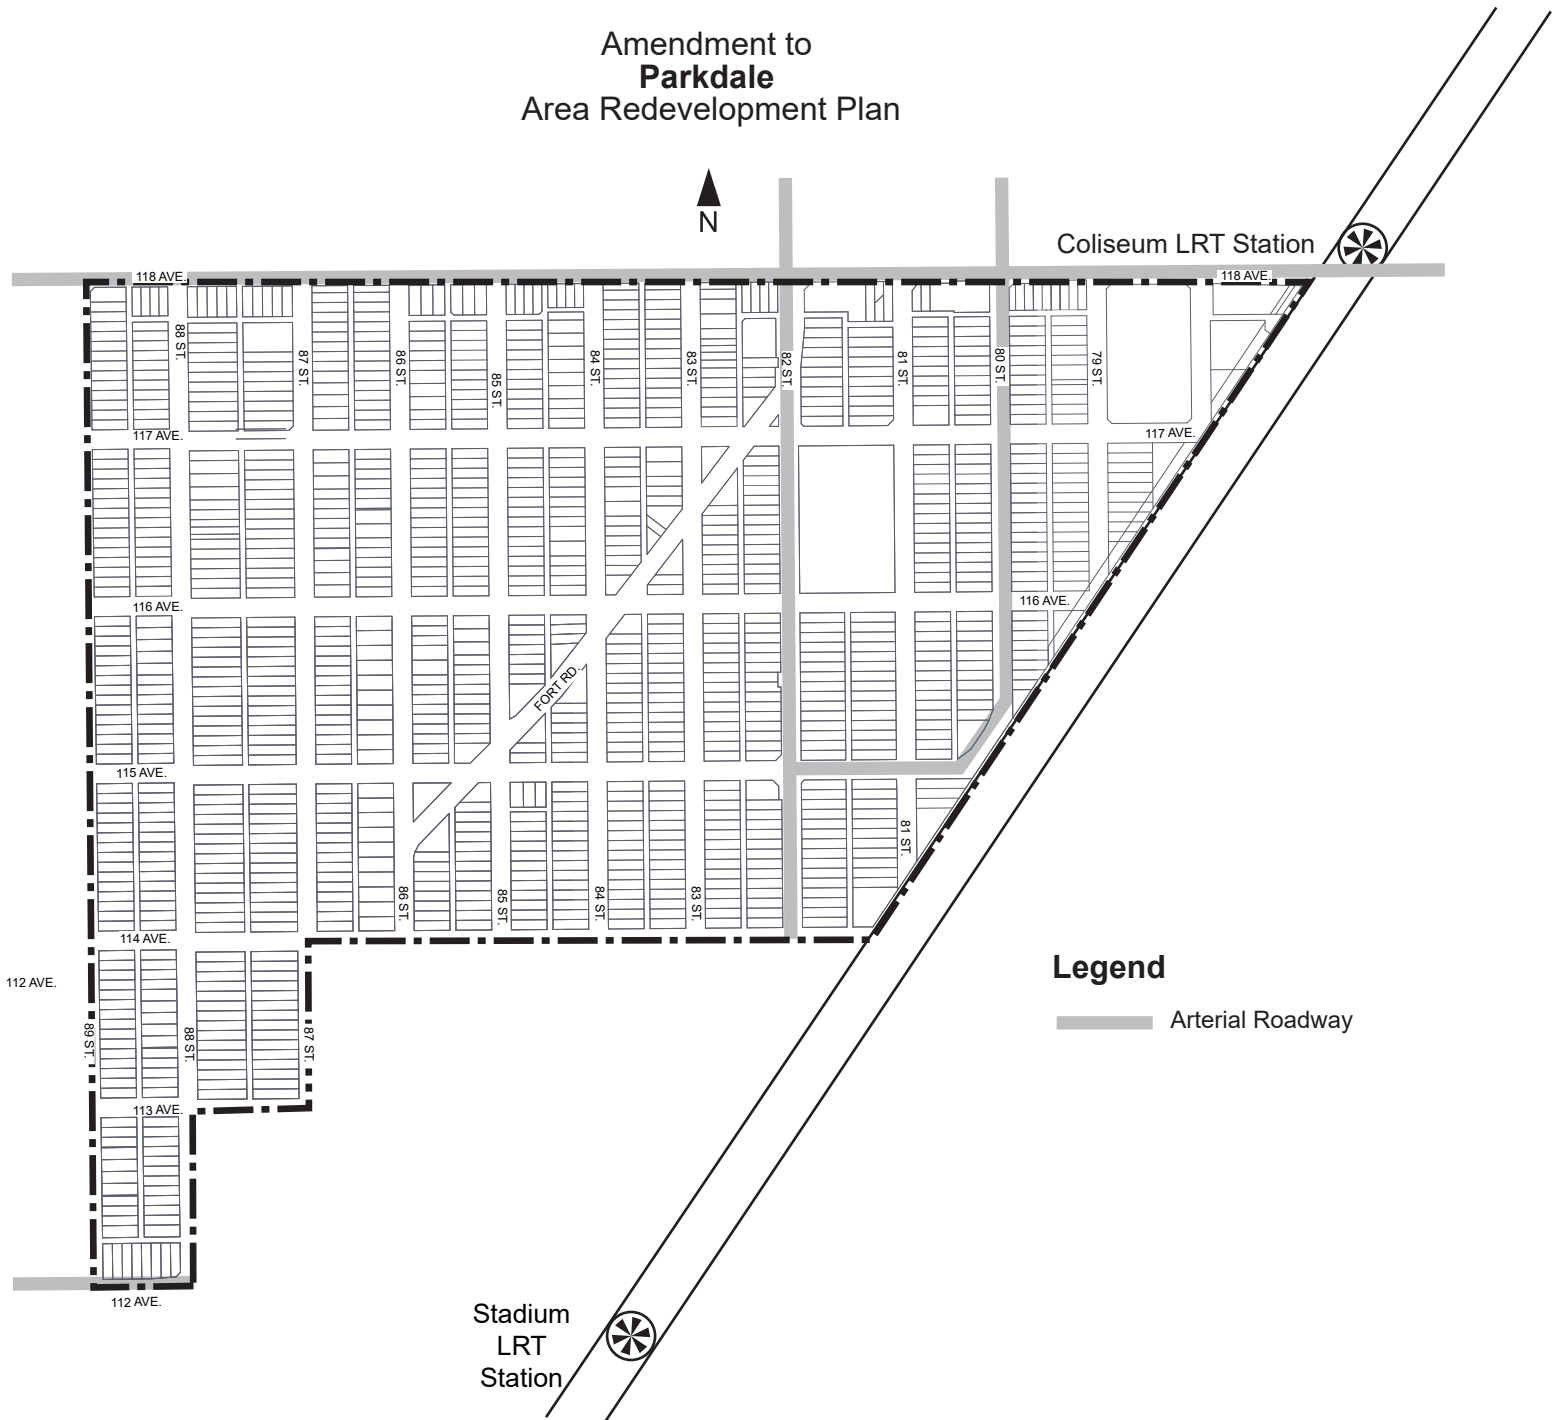 Amendment to
Parkdale
Area Redevelopment Plan
N
Coliseum LRT Station
118 AVE.
118 AVE.
88 ST.
87 ST.
86 ST.
85 ST.
84 ST.
83 ST.
82 ST.
81 ST.
80 ST.
79 ST.
117 AVE.
117 AVE.
116 AVE.
116 AVE.
FORT RD.
115 AVE.
81 ST.
86 ST.
85 ST.
84 ST.
83 ST.
114 AVE.
112 AVE.
89 ST.
88 ST.
87 ST.
Legend
Arterial Roadway
113 AVE.
112 AVE.
Stadium
LRT
Station